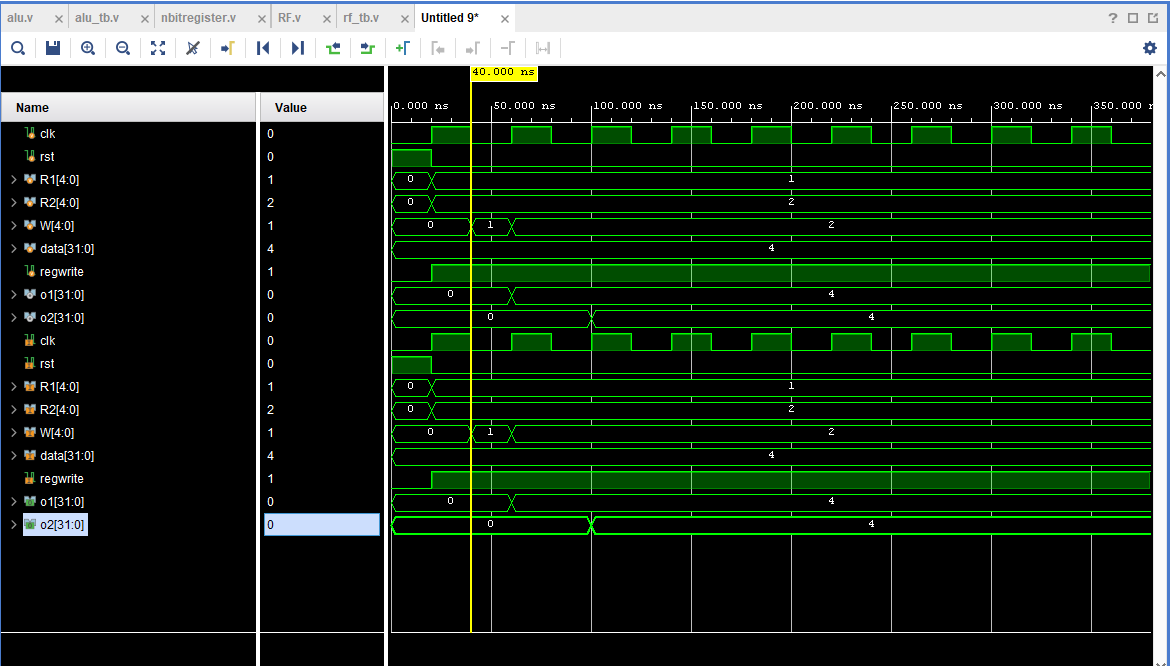 alu.v alu_tb.v nbitregister.v RF.v rf_tb.v Untitled 9*
40.000 ns
Name Value
0.000 ns 50.000 ns 100.000 ns 150.000 ns 200.000 ns 250.000 ns 300.000 ns 350.000 n
clk 0
rst 0
R1[4:0] 1 0 1
R2[4:0] 2 0 2
W[4:0] 1 0 1 2
data[31:0] 4 4
regwrite 1
o1[31:0] 0 0 4
o2[31:0] 0 0 4
clk 0
rst 0
R1[4:0] 1 0 1
R2[4:0] 2 0 2
W[4:0] 1 0 1 2
data[31:0] 4 4
regwrite 1
o1[31:0] 0 0 4
o2[31:0] 0 0 4